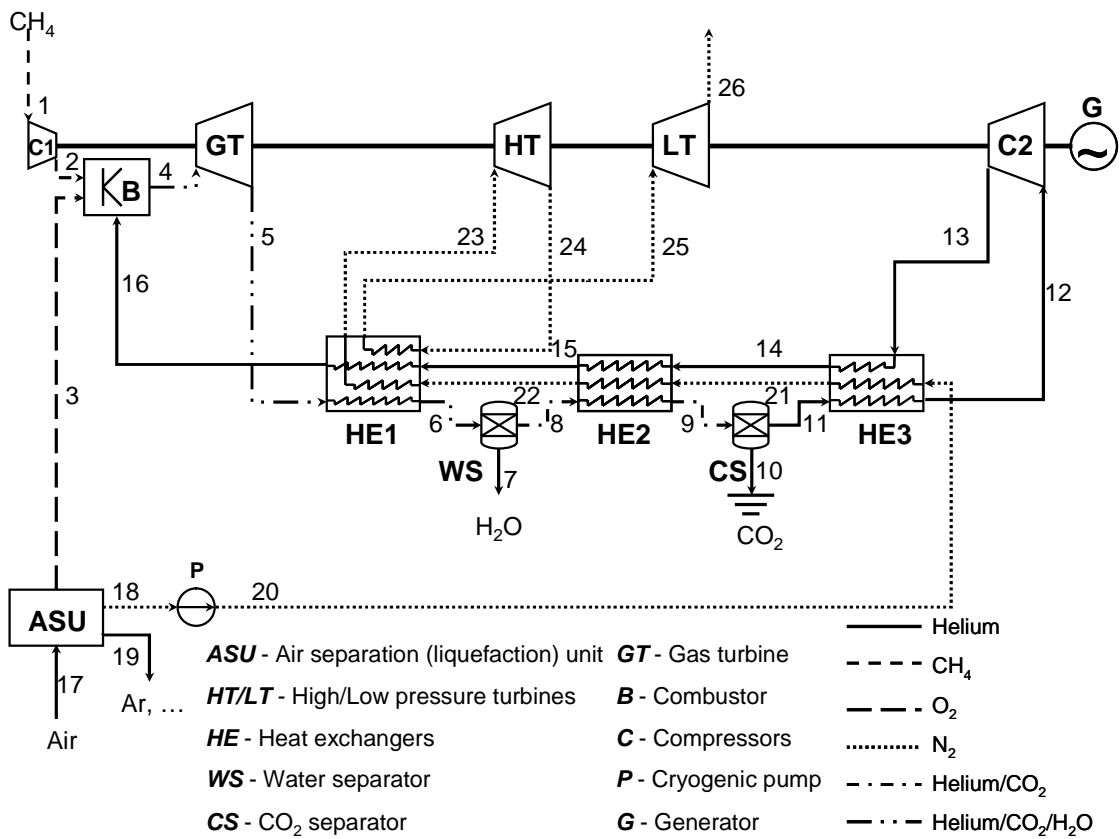 CH₄
1
26
G
C1
GT
HT
LT
C2
2
4
B
5
23
24
25
13
12
16
3
15
14
22
21
HE1
6
8
HE2
9
11
HE3
WS
7
CS
10
H₂O
CO₂
P
18
20
ASU
19
17
Ar, …
Air
ASU - Air separation (liquefaction) unit
HT/LT - High/Low pressure turbines
HE - Heat exchangers
WS - Water separator
CS - CO₂ separator
GT - Gas turbine
B - Combustor
C - Compressors
P - Cryogenic pump
G - Generator
Helium
CH₄
O₂
N₂
Helium/CO₂
Helium/CO₂/H₂O